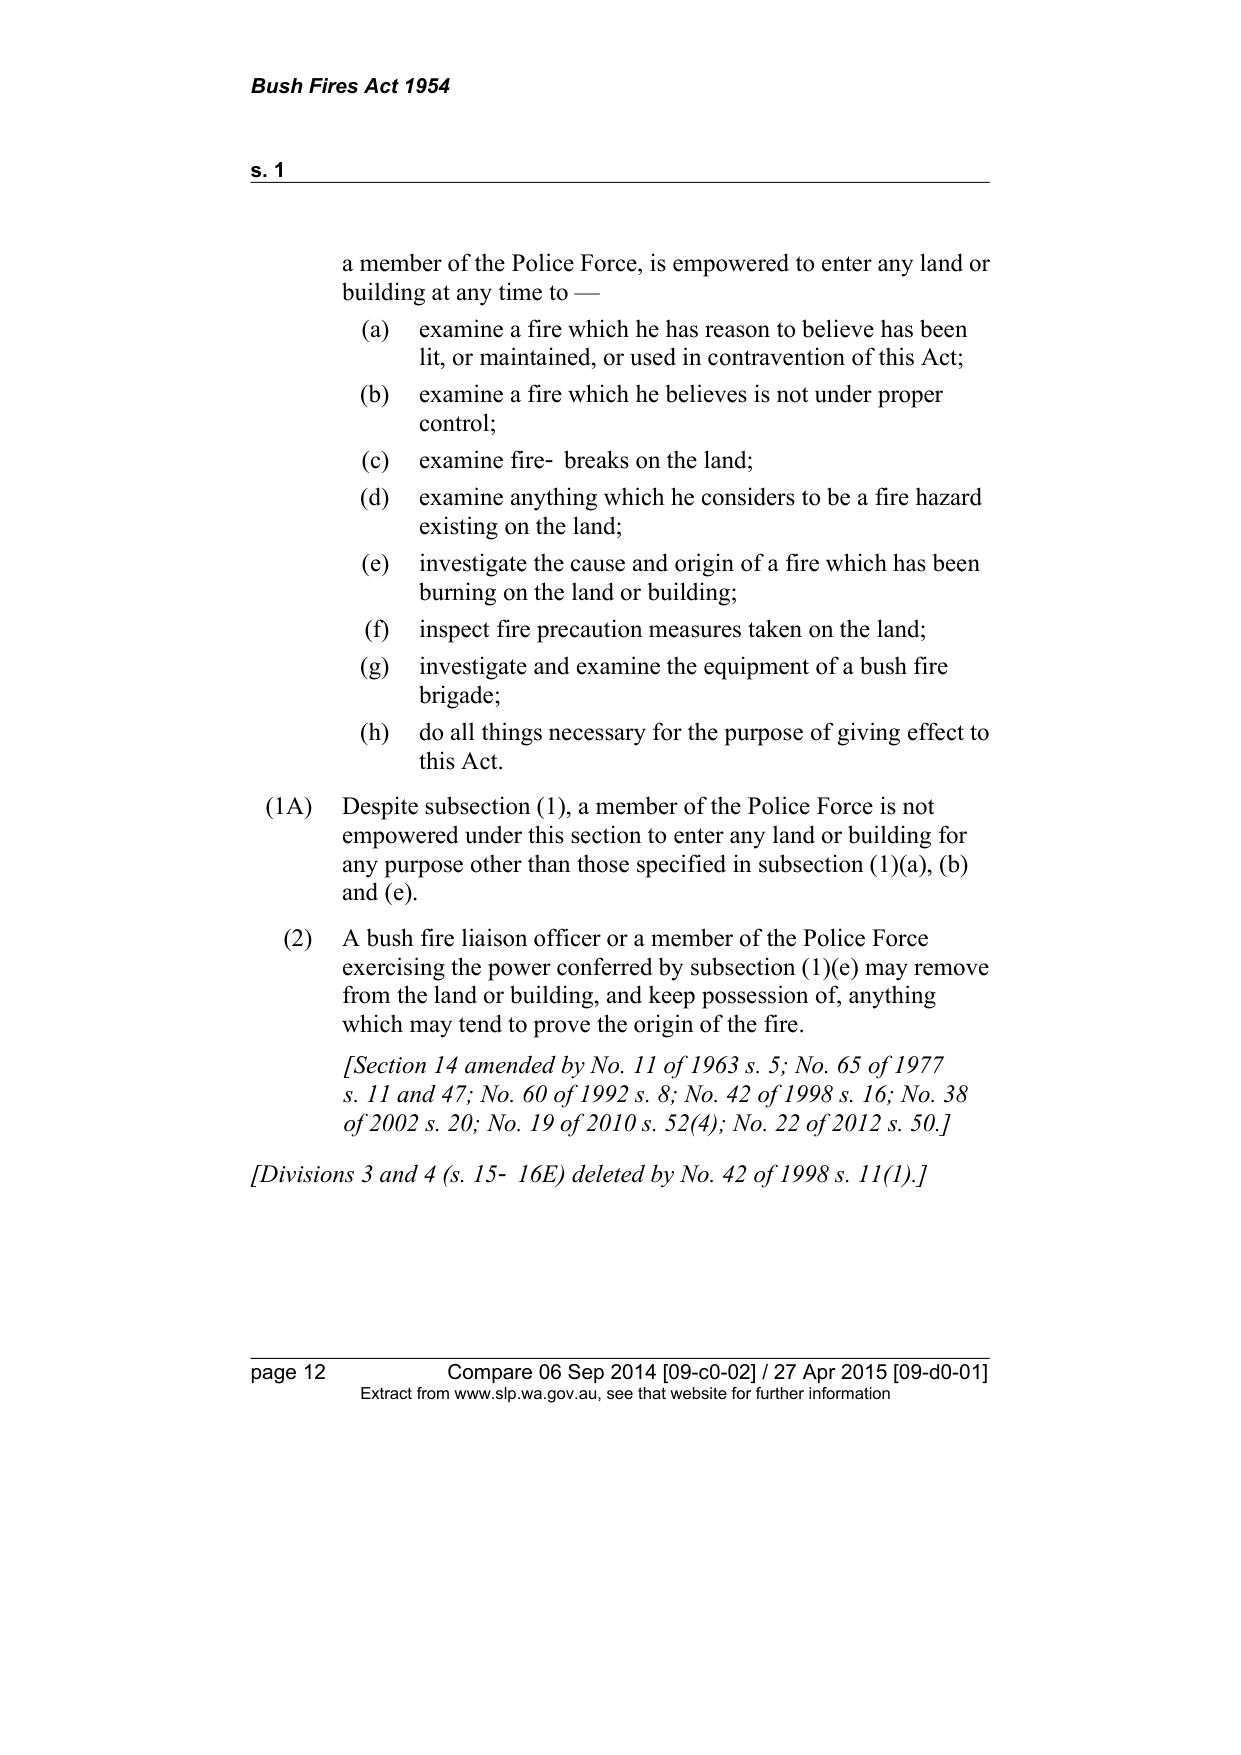 Bush Fires Act 1954
s. 1
a member of the Police Force, is empowered to enter any land or
building at any time to —
(a) examine a fire which he has reason to believe has been
lit, or maintained, or used in contravention of this Act;
(b) examine a fire which he believes is not under proper
control;
(c) examine fire- breaks on the land;
(d) examine anything which he considers to be a fire hazard
existing on the land;
(e) investigate the cause and origin of a fire which has been
burning on the land or building;
(f) inspect fire precaution measures taken on the land;
(g) investigate and examine the equipment of a bush fire
brigade;
(h) do all things necessary for the purpose of giving effect to
this Act.
(1A) Despite subsection (1), a member of the Police Force is not
empowered under this section to enter any land or building for
any purpose other than those specified in subsection (1)(a), (b)
and (e).
(2) A bush fire liaison officer or a member of the Police Force
exercising the power conferred by subsection (1)(e) may remove
from the land or building, and keep possession of, anything
which may tend to prove the origin of the fire.
[Section 14 amended by No. 11 of 1963 s. 5; No. 65 of 1977
s. 11 and 47; No. 60 of 1992 s. 8; No. 42 of 1998 s. 16; No. 38
of 2002 s. 20; No. 19 of 2010 s. 52(4); No. 22 of 2012 s. 50.]
[Divisions 3 and 4 (s. 15- 16E) deleted by No. 42 of 1998 s. 11(1).]
page 12 Compare 06 Sep 2014 [09-c0-02] / 27 Apr 2015 [09-d0-01]
Extract from www.slp.wa.gov.au, see that website for further information